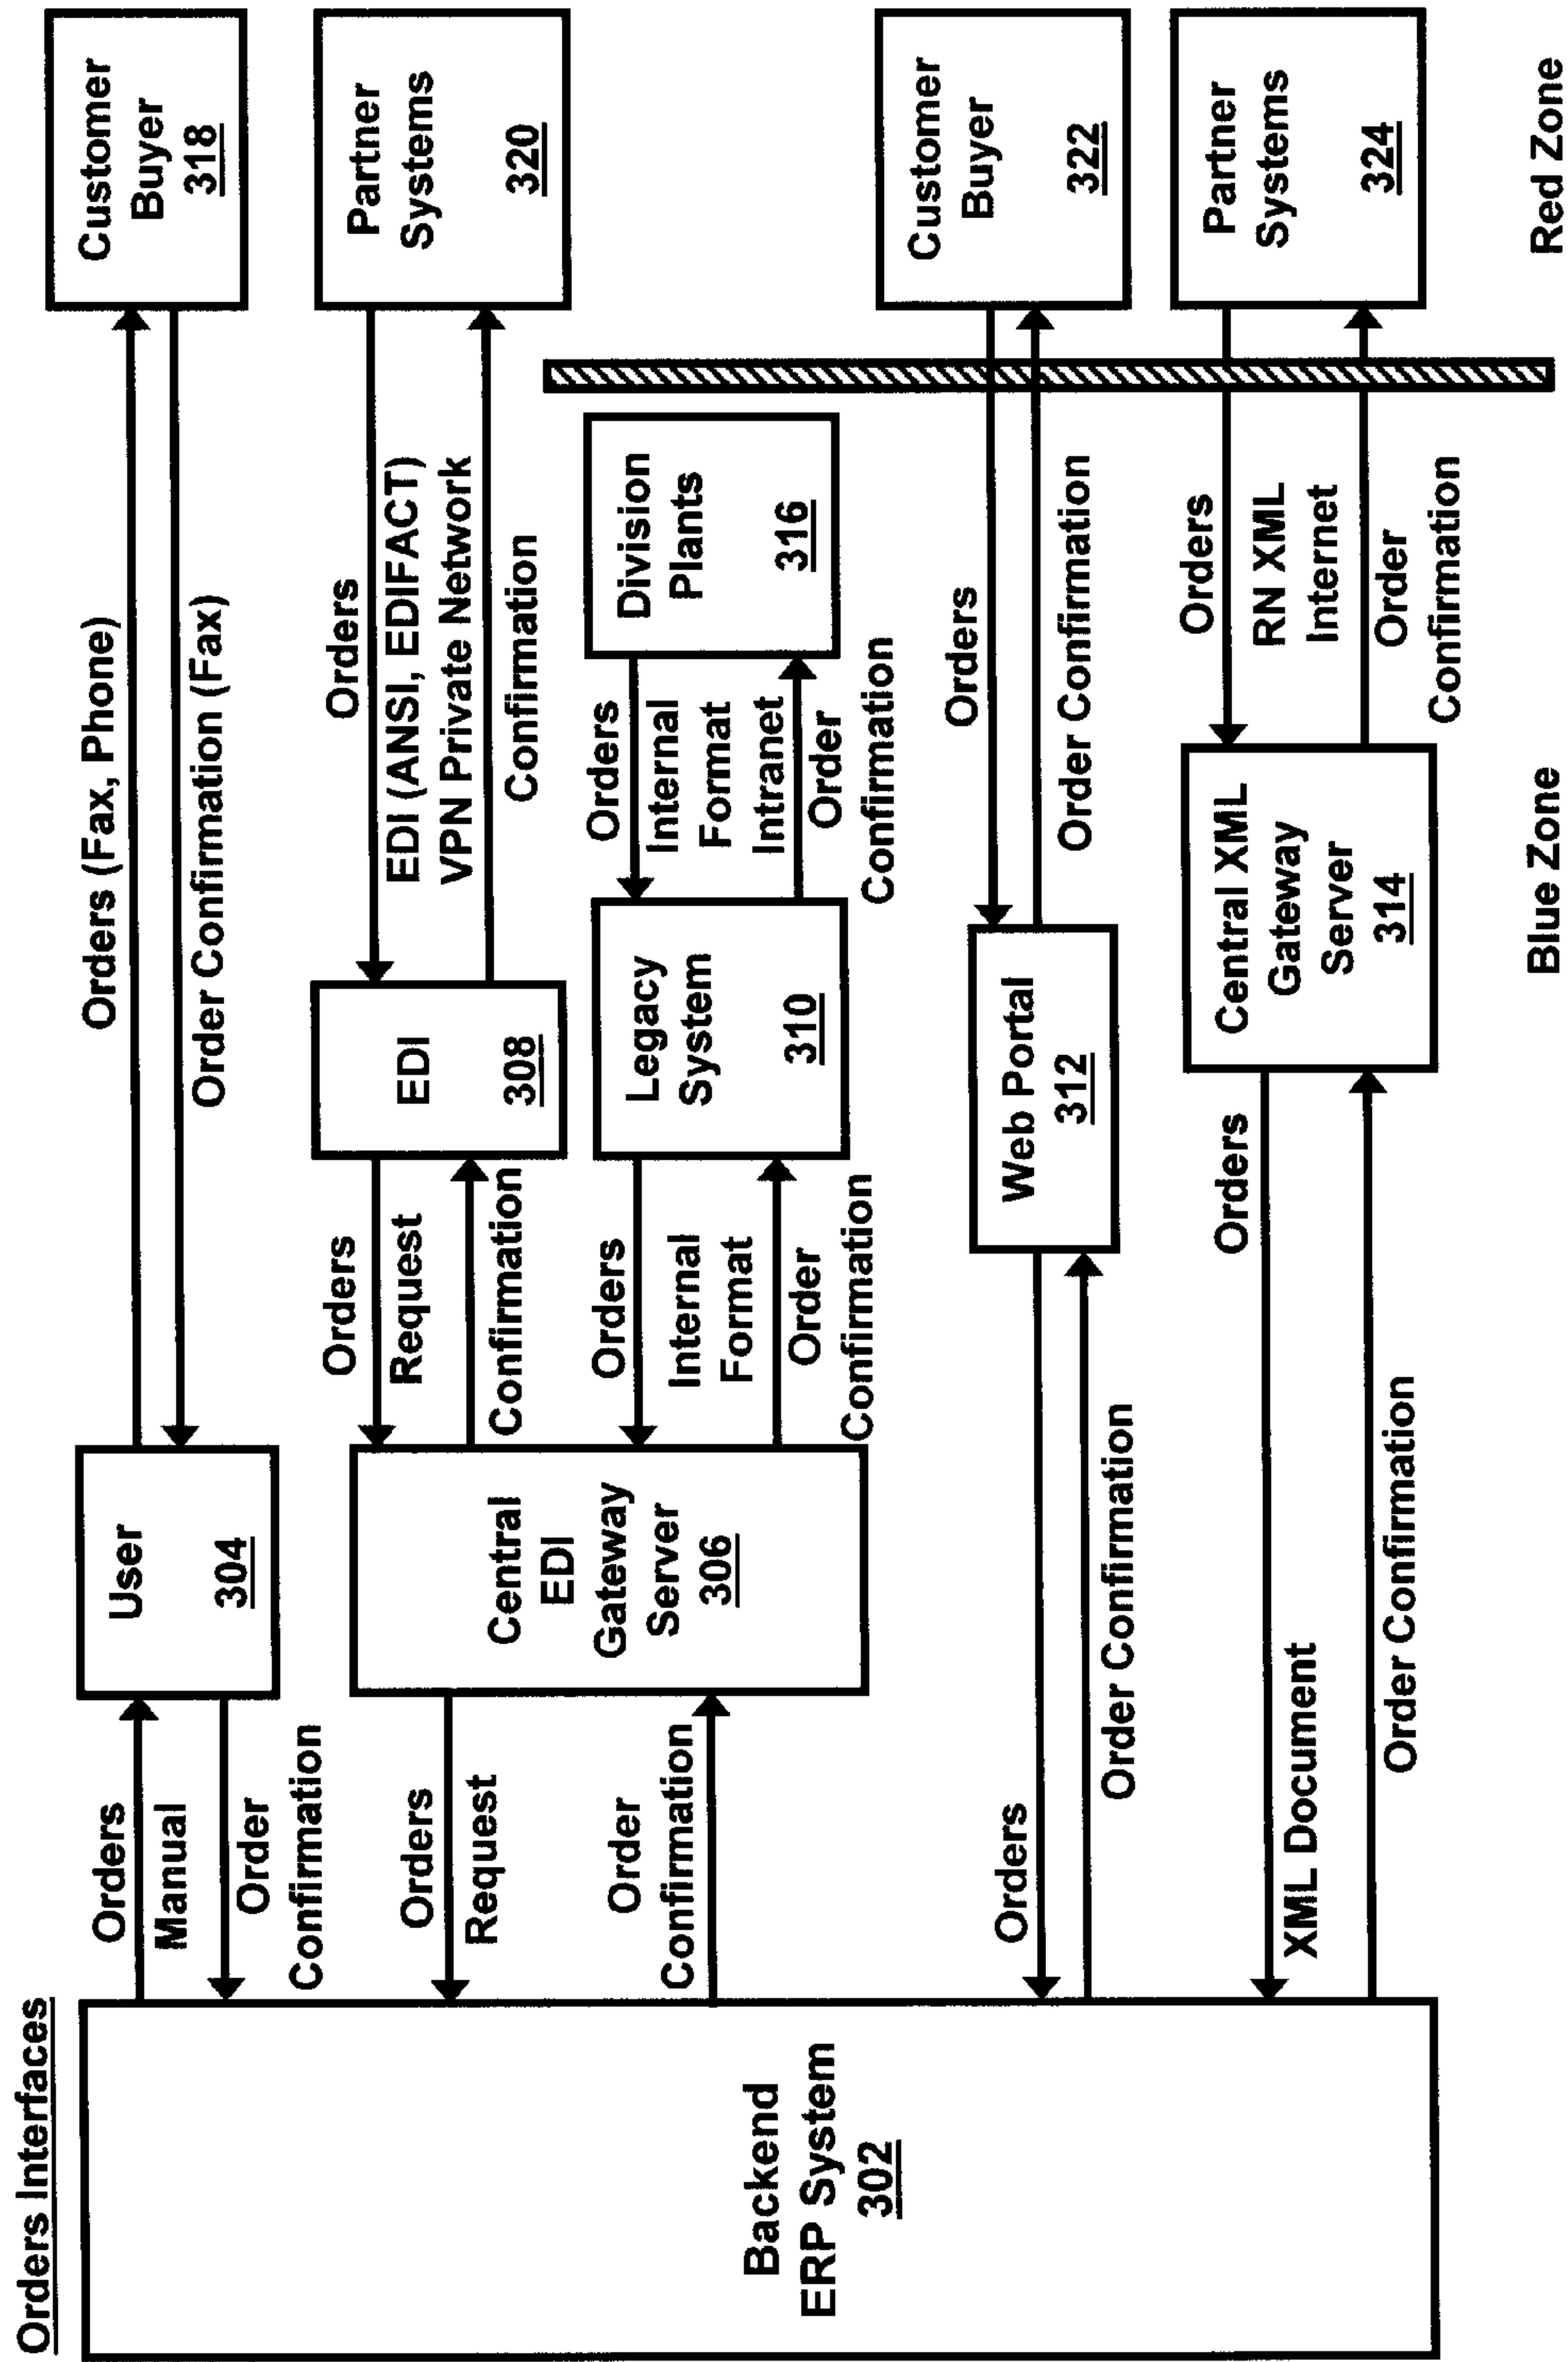 Orders Interfaces
Backend
ERP System
302
Orders
Manual
Order
Confirmation
User
304
Orders (Fax, Phone)
Order Confirmation (Fax)
Customer
Buyer
318
Orders
Request
Order
Confirmation
Central
EDI
Gateway
Server
306
Orders
Request
Confirmation
EDI
308
Orders
EDI (ANSI, EDIFACT)
VPN Private Network
Confirmation
Partner
Systems
320
Orders
Internal
Format
Order
Confirmation
Legacy
System
310
Orders
Internal
Format
Intranet
Order
Confirmation
Division
Plants
316
Orders
Order Confirmation
Web Portal
312
Orders
Order Confirmation
Customer
Buyer
322
Orders
XML Document
Order Confirmation
Central XML
Gateway
Server
314
Orders
RN XML
Internet
Order
Confirmation
Partner
Systems
324
Blue Zone
Red Zone